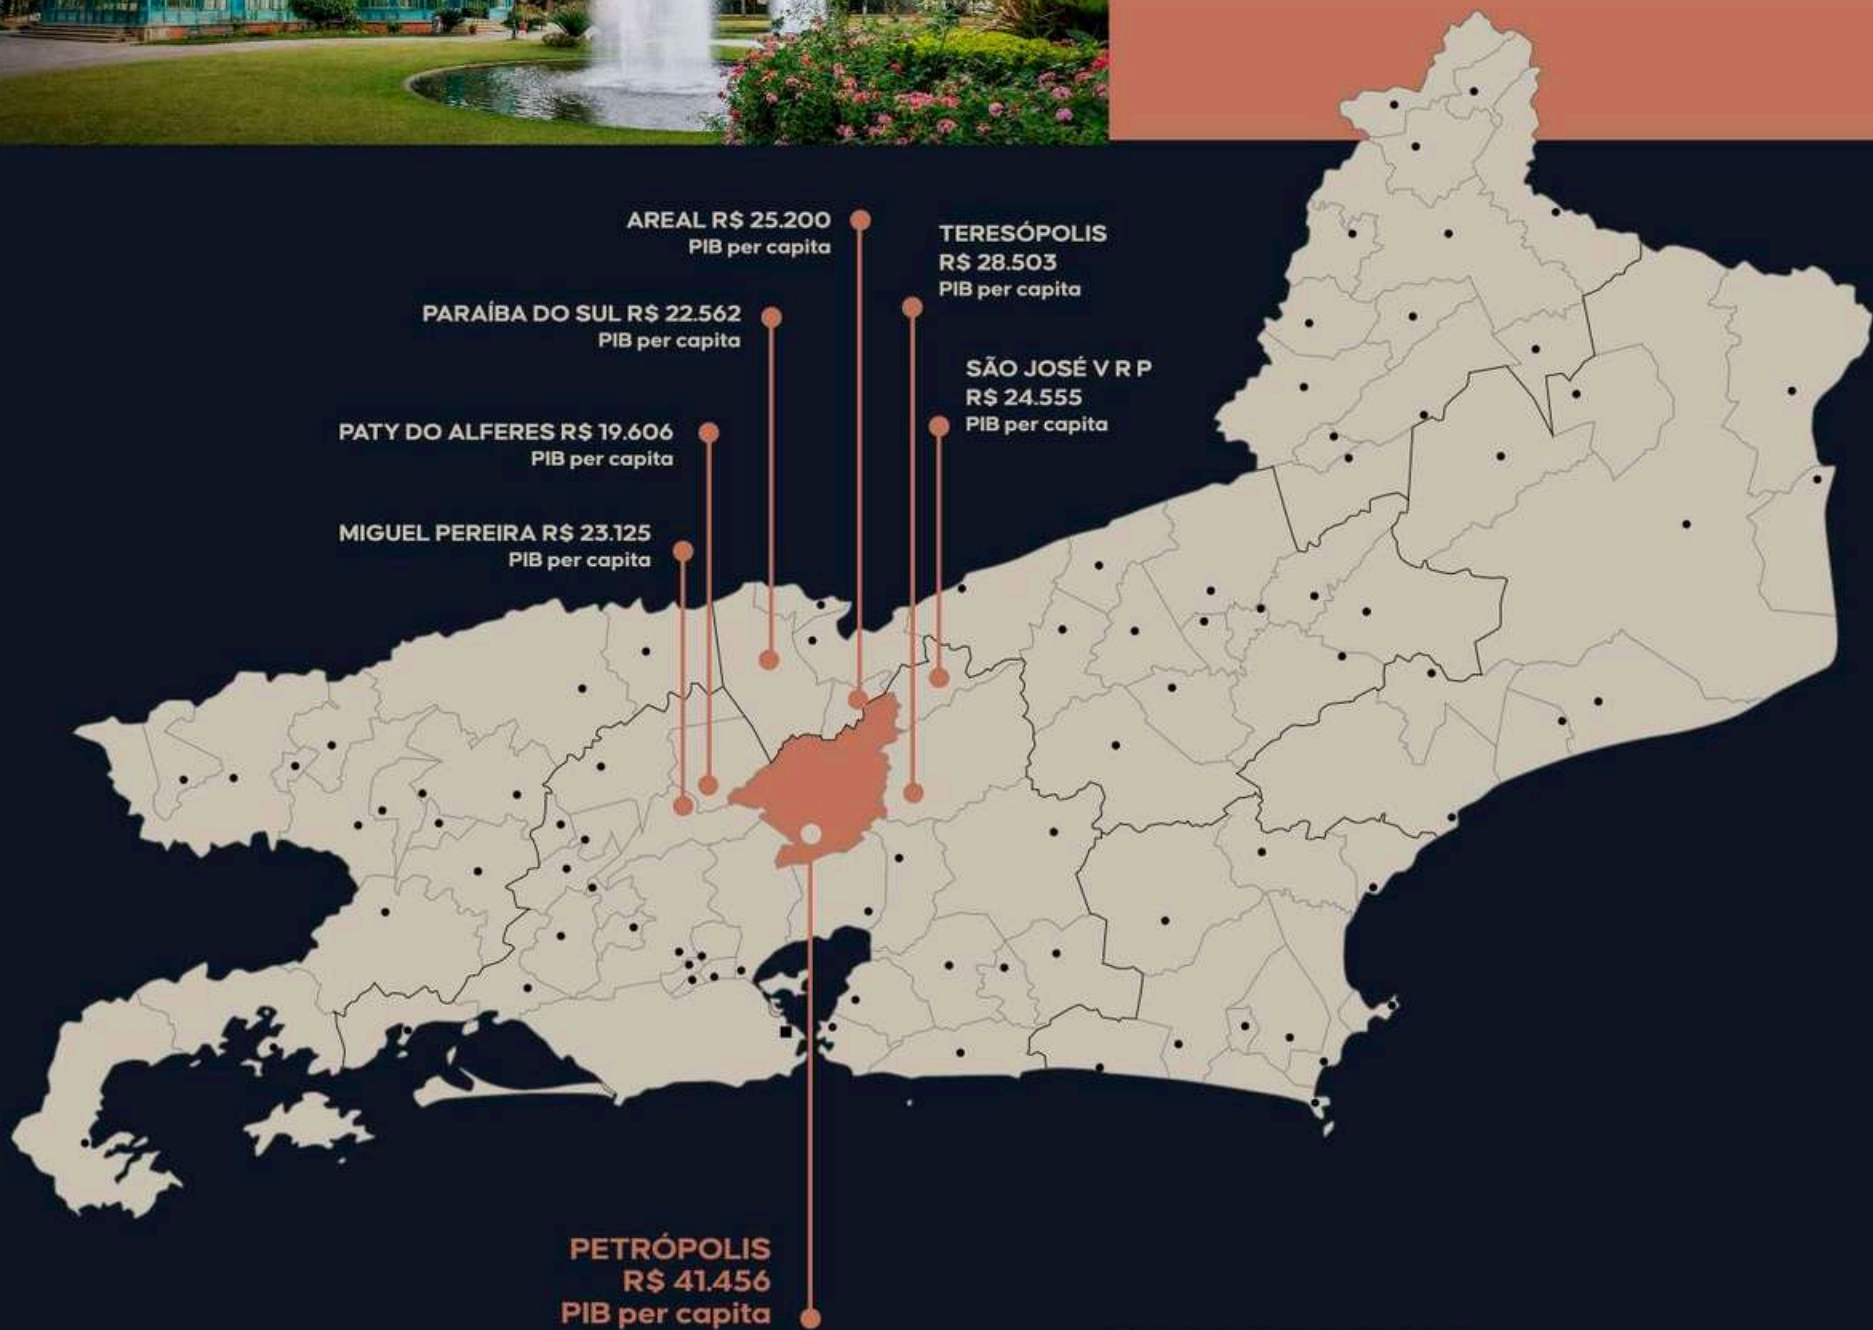 AREAL R$ 25.200
PIB per capita
TERESÓPOLIS
R$ 28.503
PIB per capita
PARAÍBA DO SUL R$ 22.562
PIB per capita
SÃO JOSÉ V R P
R$ 24.555
PIB per capita
PATY DO ALFERES R$ 19.606
PIB per capita
MIGUEL PEREIRA R$ 23.125
PIB per capita
PETRÓPOLIS
R$ 41.456
PIB per capita